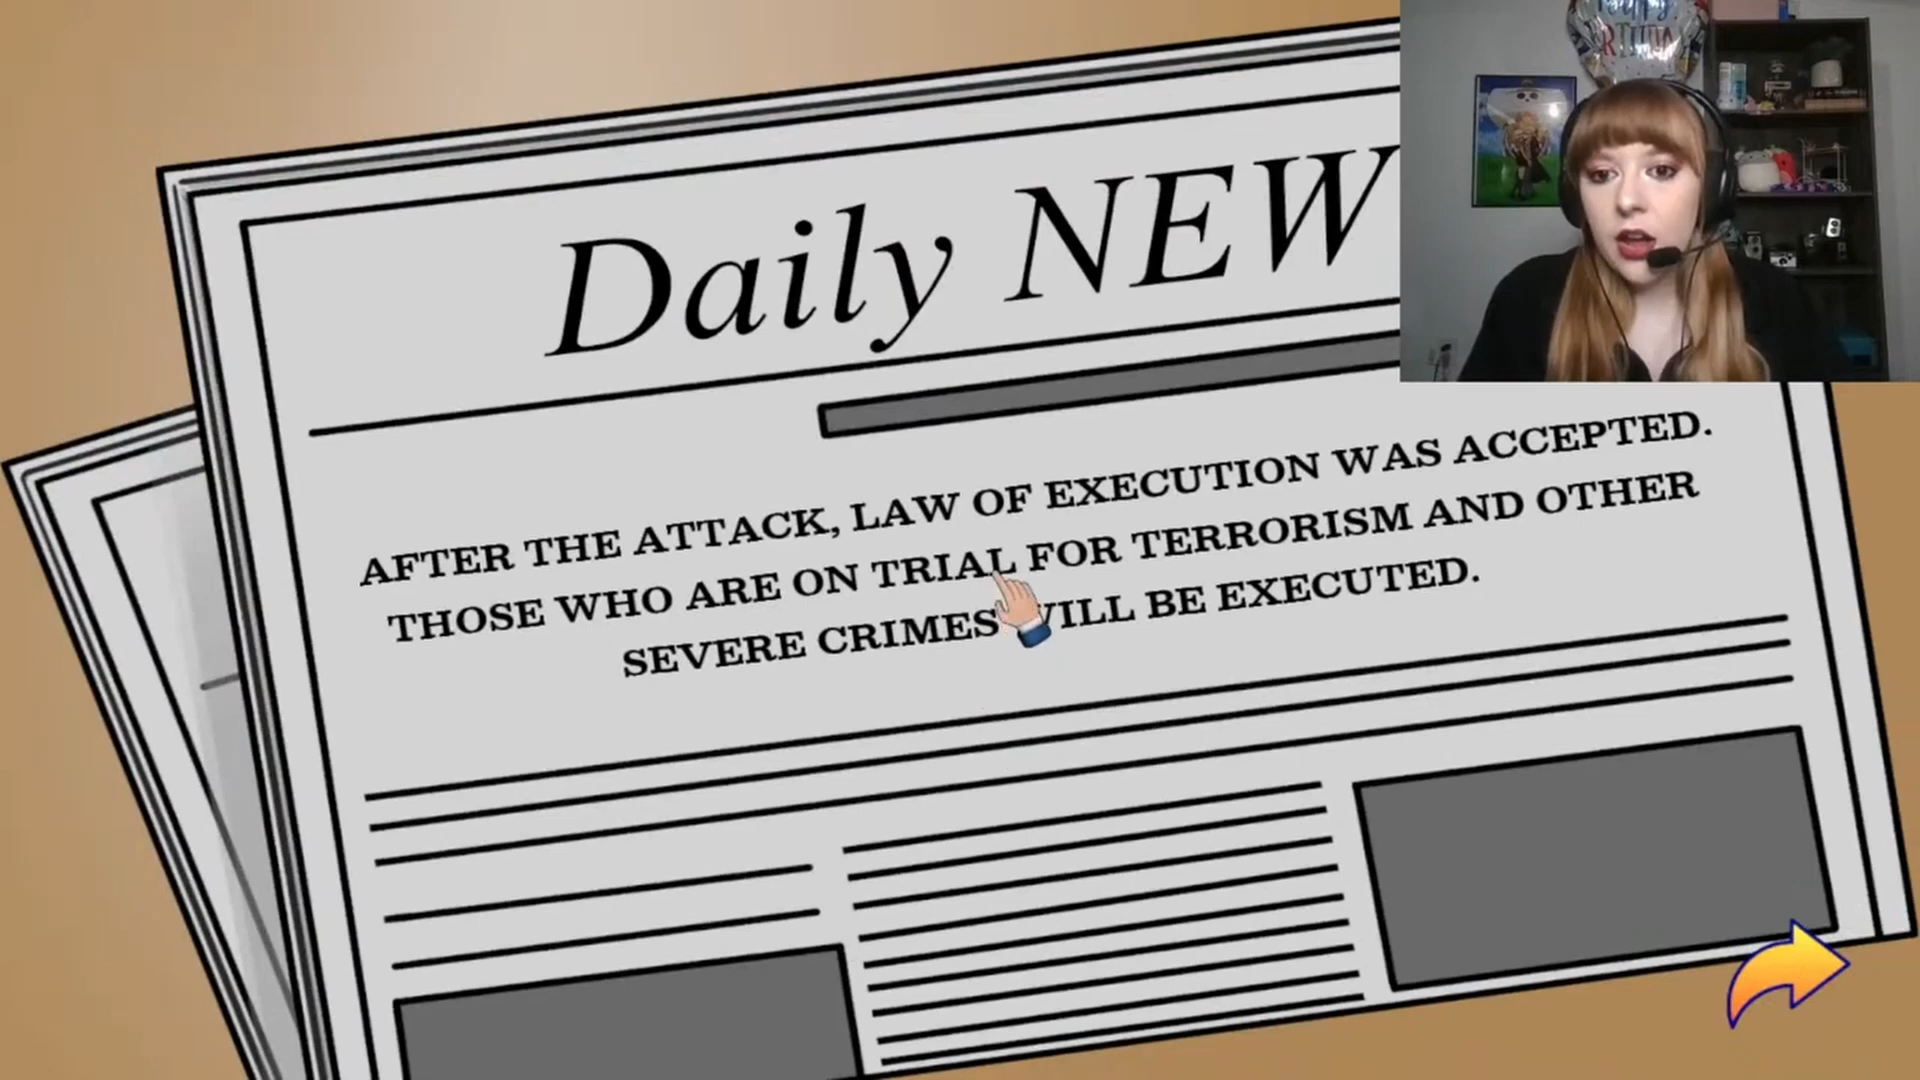 Daily NEW
AFTER THE ATTACK, LAW OF EXECUTION WAS ACCEPTED.
THOSE WHO ARE ON TRIAL FOR TERRORISM AND OTHER
SEVERE CRIMES WILL BE EXECUTED.